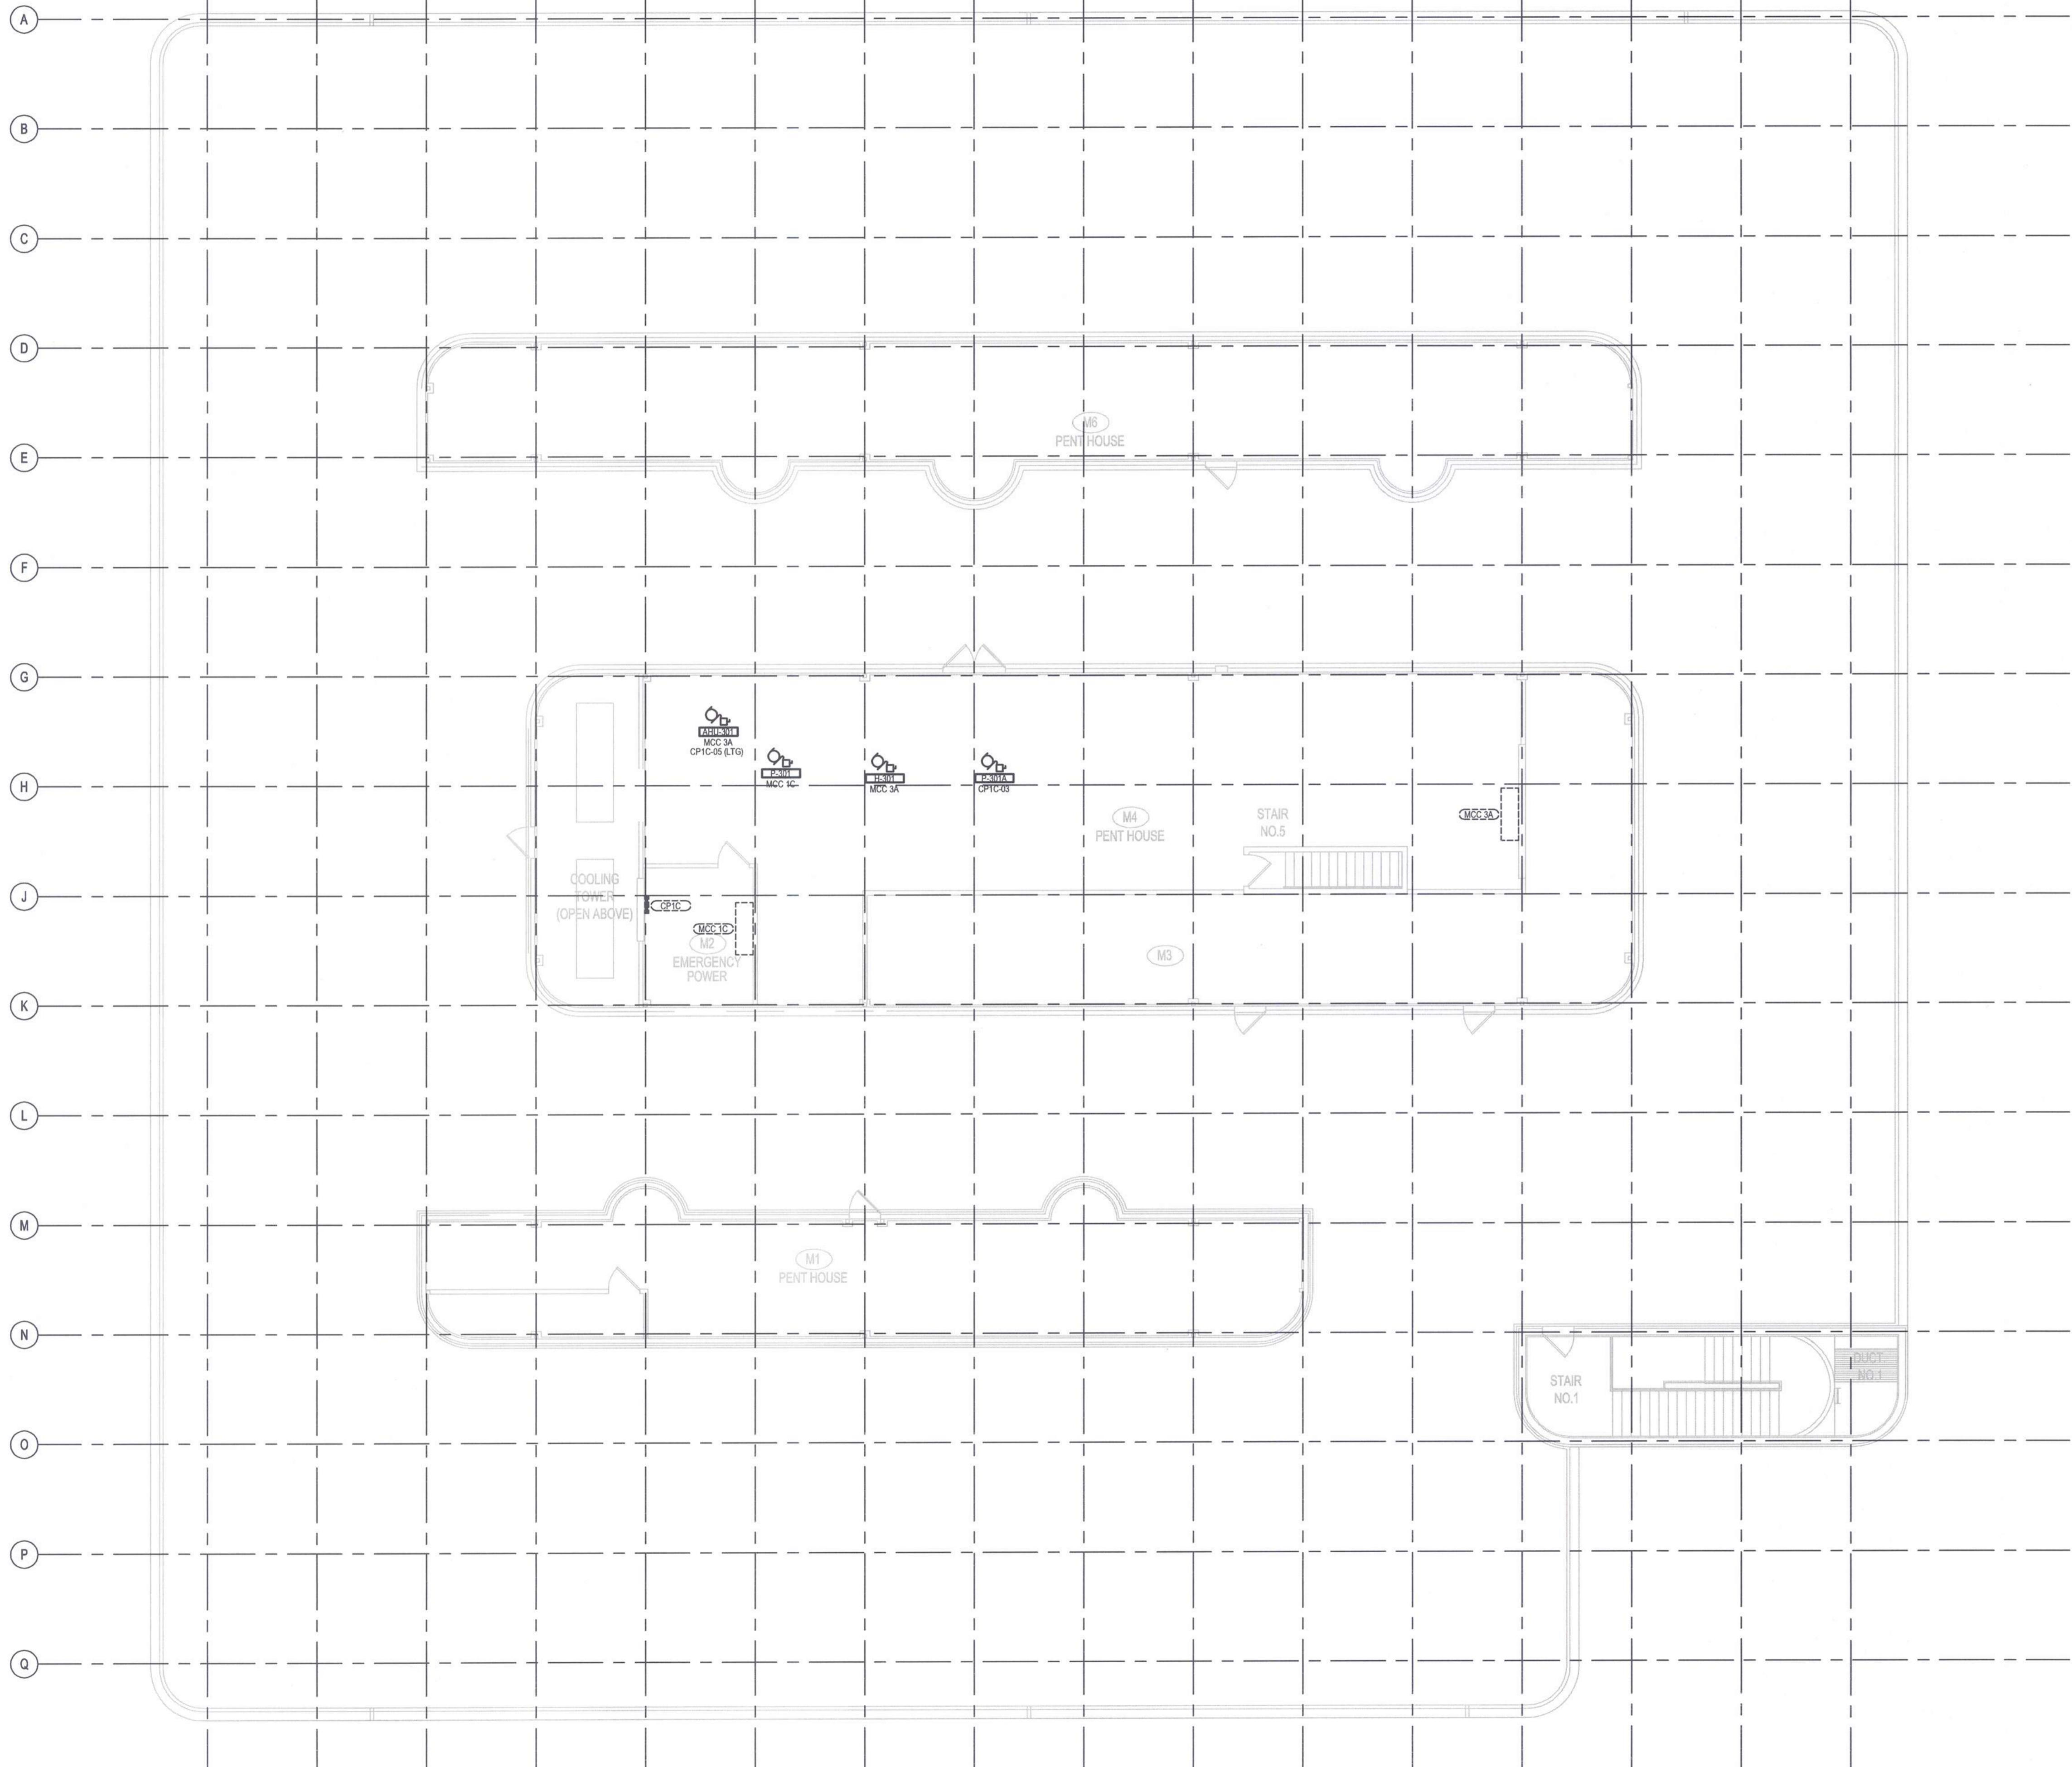 A
B
C
D
M6
PENT HOUSE
E
F
G
AHU-301
MCC 3A
CP1C-05 (LTG)
P-301
MCC 1C
H-301
MCC 3A
P-301A
CP1C-03
H
M4
PENT HOUSE
STAIR
NO.5
MCC 3A
COOLING
TOWER
(OPEN ABOVE)
J
CP1C
MCC 1C
M2
EMERGENCY
POWER
M3
K
L
M
M1
PENT HOUSE
N
STAIR
NO.1
DUCT
NO.1
O
P
Q